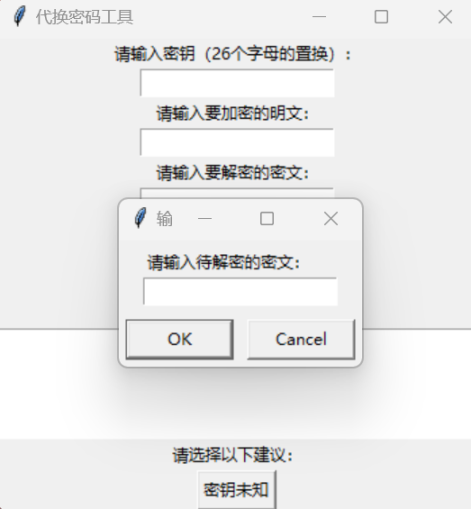 代换密码工具
请输入密钥（26个字母的置换）:
请输入要加密的明文:
请输入要解密的密文:
输
请输入待解密的密文:
OK
Cancel
请选择以下建议:
密钥未知